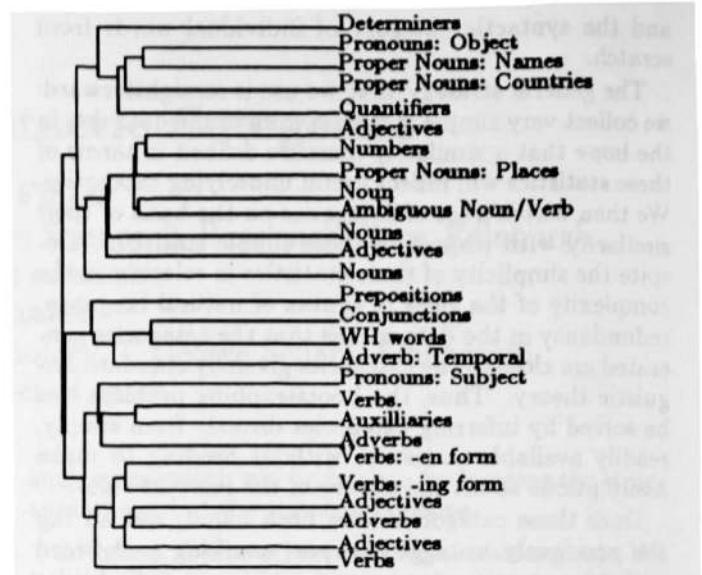 Determiners
Pronouns: Object
Proper Nouns: Names
Proper Nouns: Countries
Quantifiers
Adjectives
Numbers
Proper Nouns: Places
Noun
Ambiguous Noun/Verb
Nouns
Adjectives
Nouns
Prepositions
Conjunctions
WH words
Adverb: Temporal
Pronouns: Subject
Verbs.
Auxilliaries
Adverbs
Verbs: -en form
Verbs: -ing form
Adjectives
Adverbs
Adjectives
Verbs